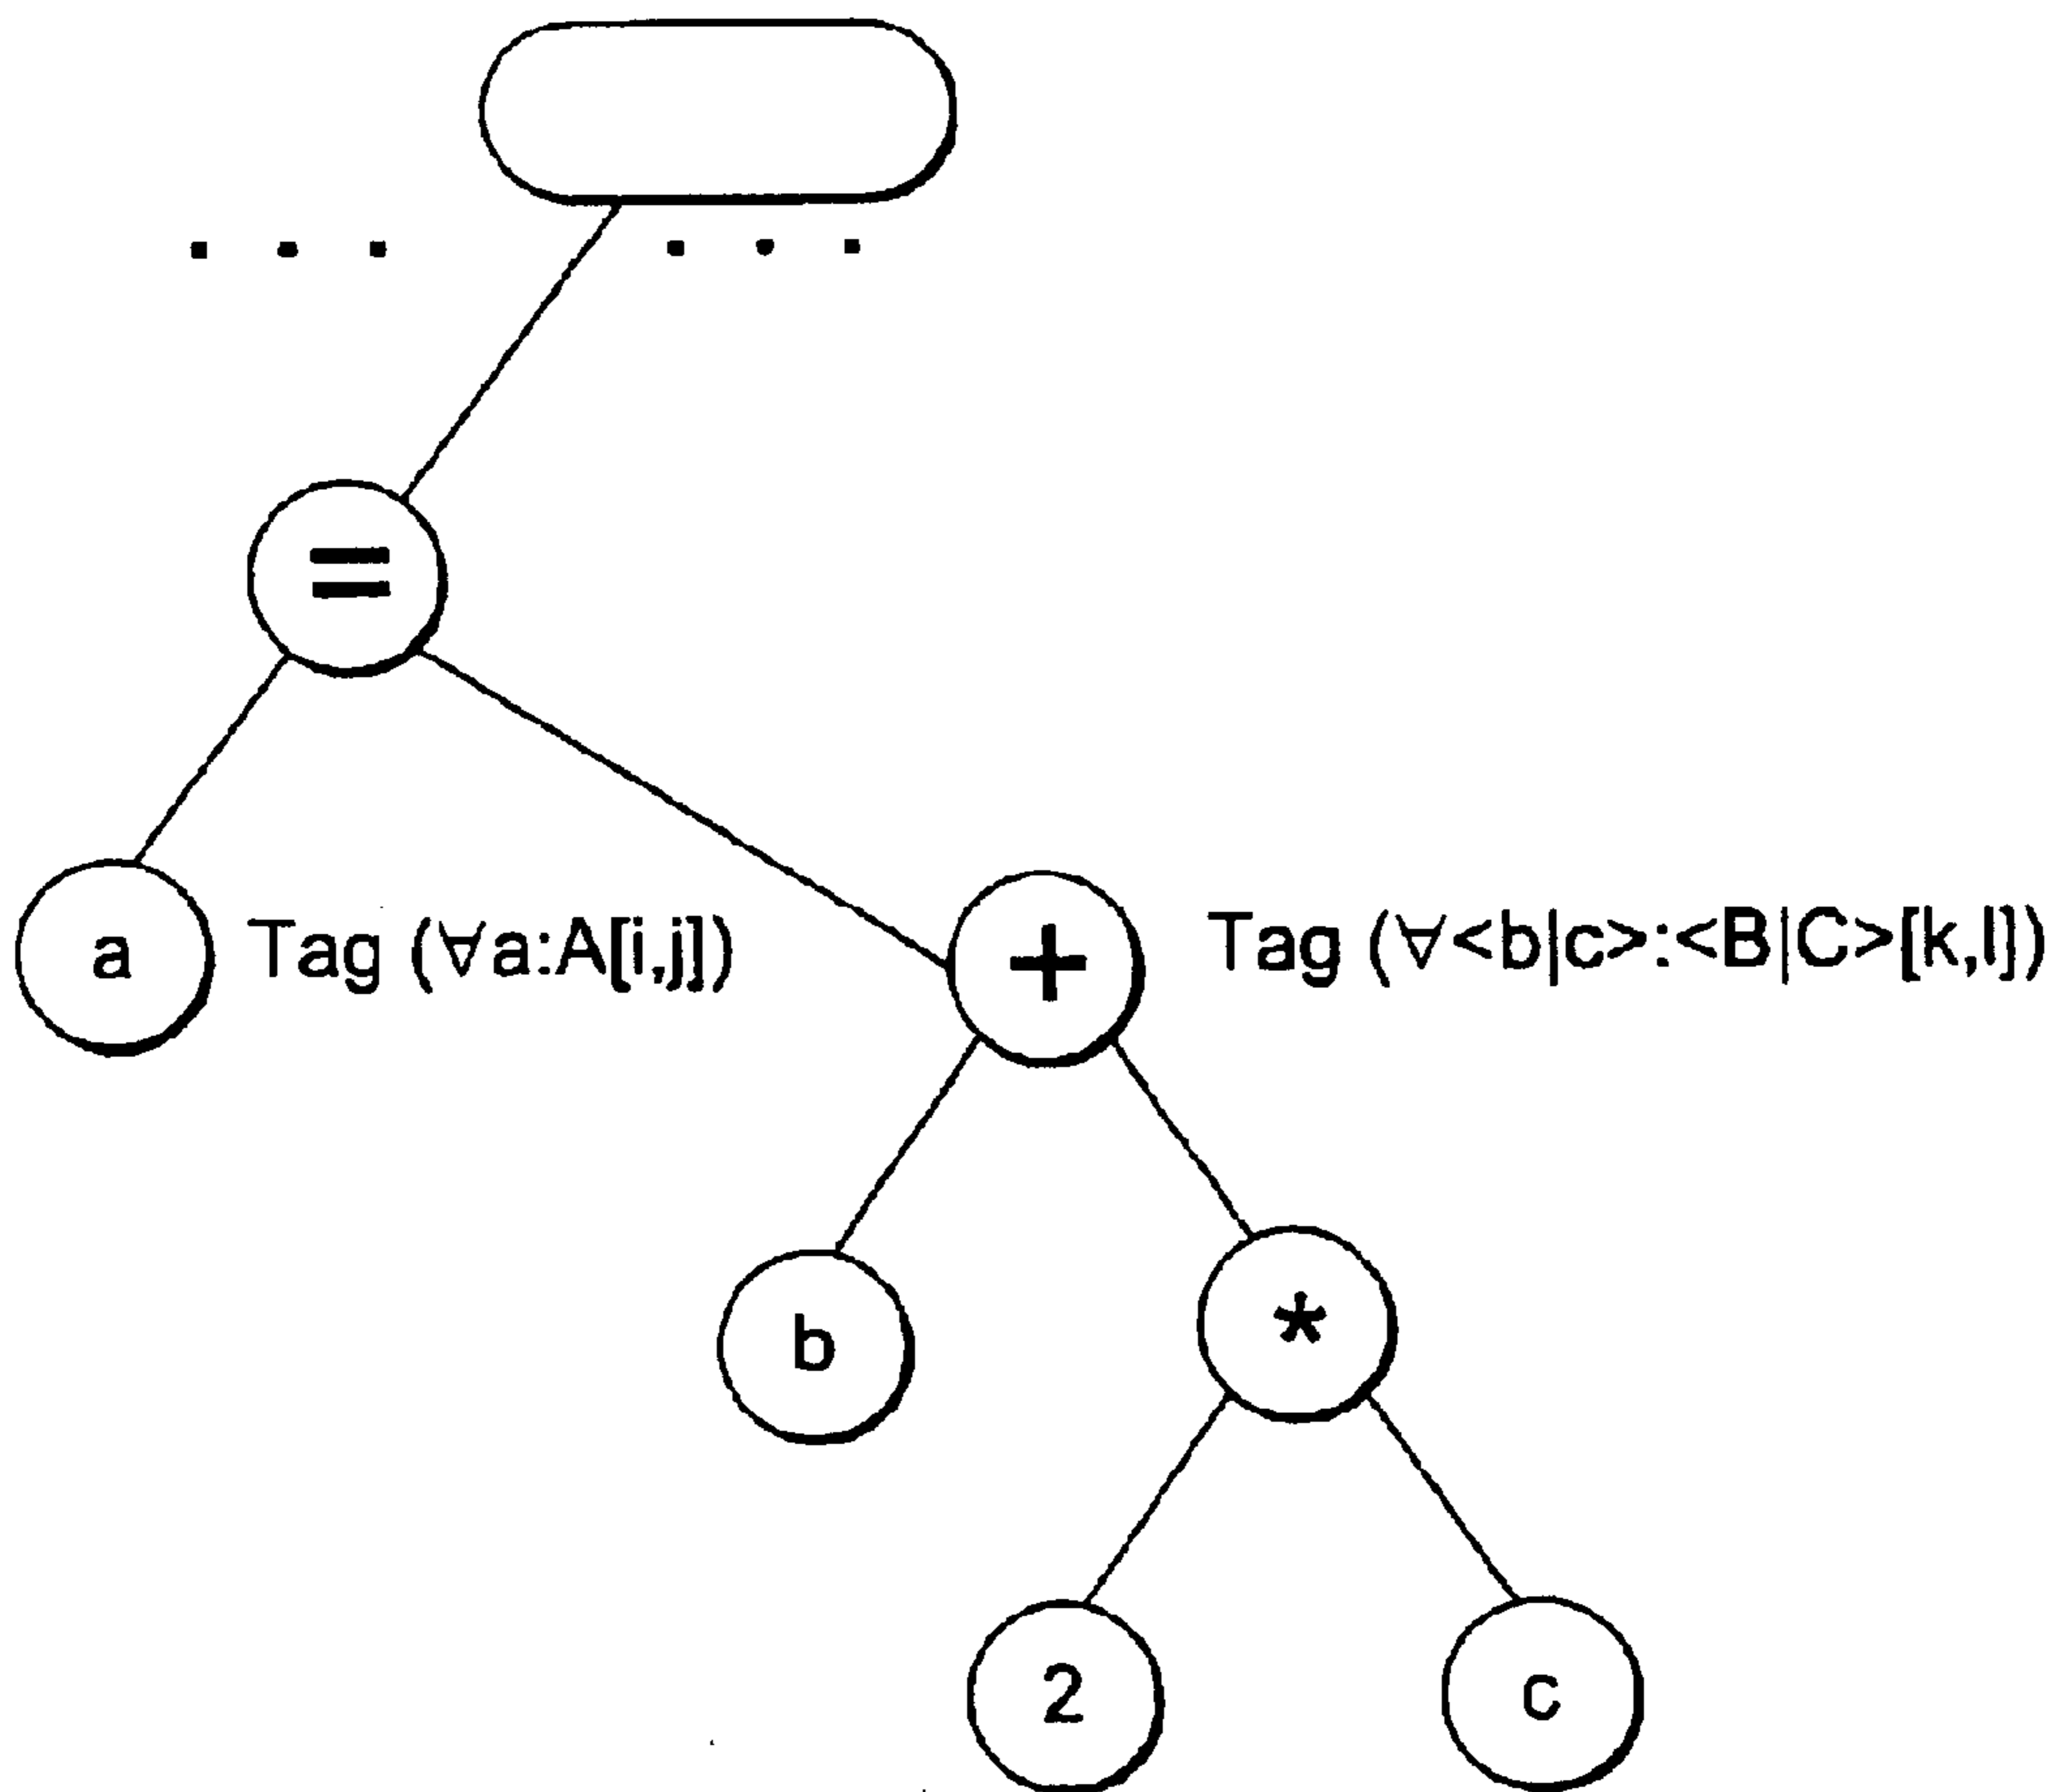 =
a Tag (∀a:A[i,j])
+ Tag (∀<b|c>:<B|C>[k,l])
b
*
2
c